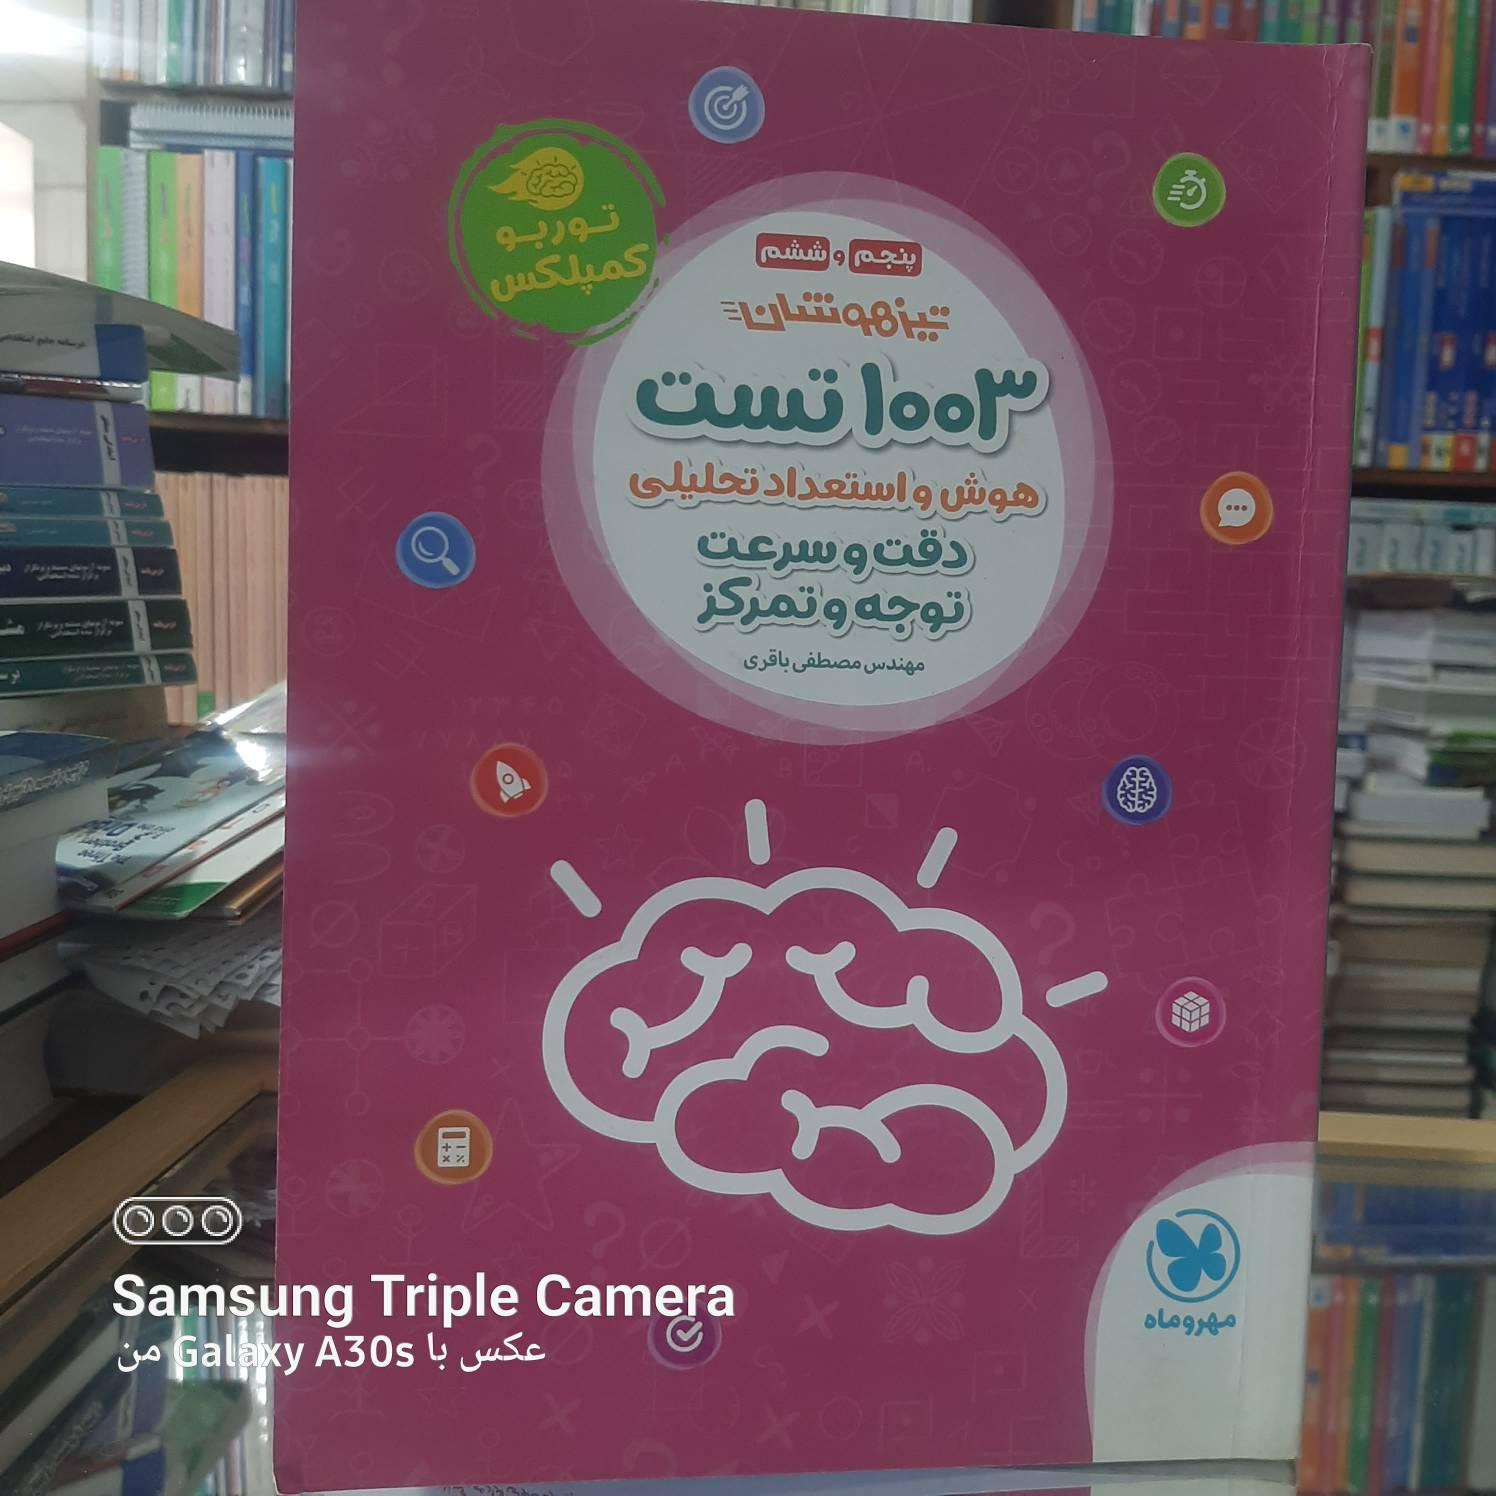 توربو
کمپلکس
پنجم و ششم
تیزهوشان
۱۰۰۳ تست
هوش و استعداد تحلیلی
دقت و سرعت
توجه و تمرکز
مهندس مصطفی باقری
مهروماه
Samsung Triple Camera
عکس با Galaxy A30s من